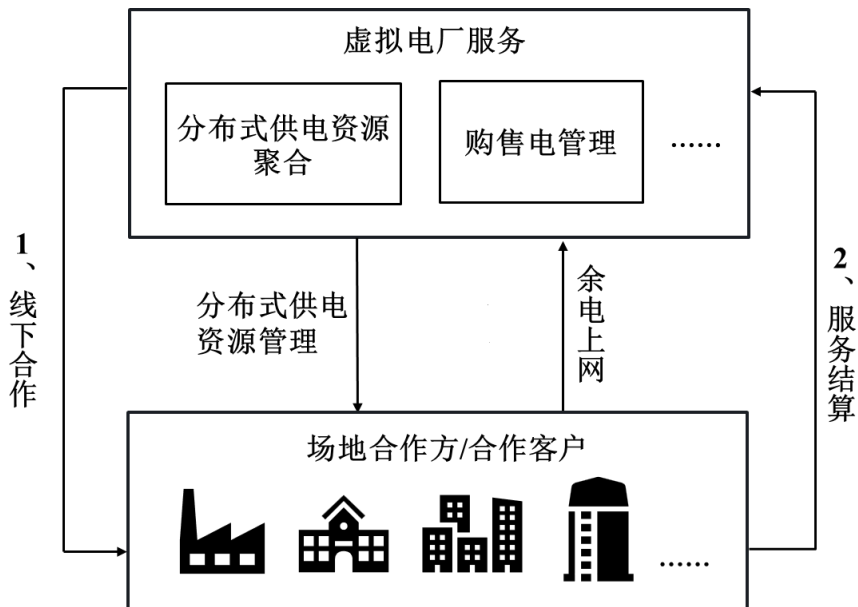 虚拟电厂服务
分布式供电资源
聚合
购售电管理
……
1、线下合作
分布式供电
资源管理
余电上网
2、服务结算
场地合作方/合作客户
……